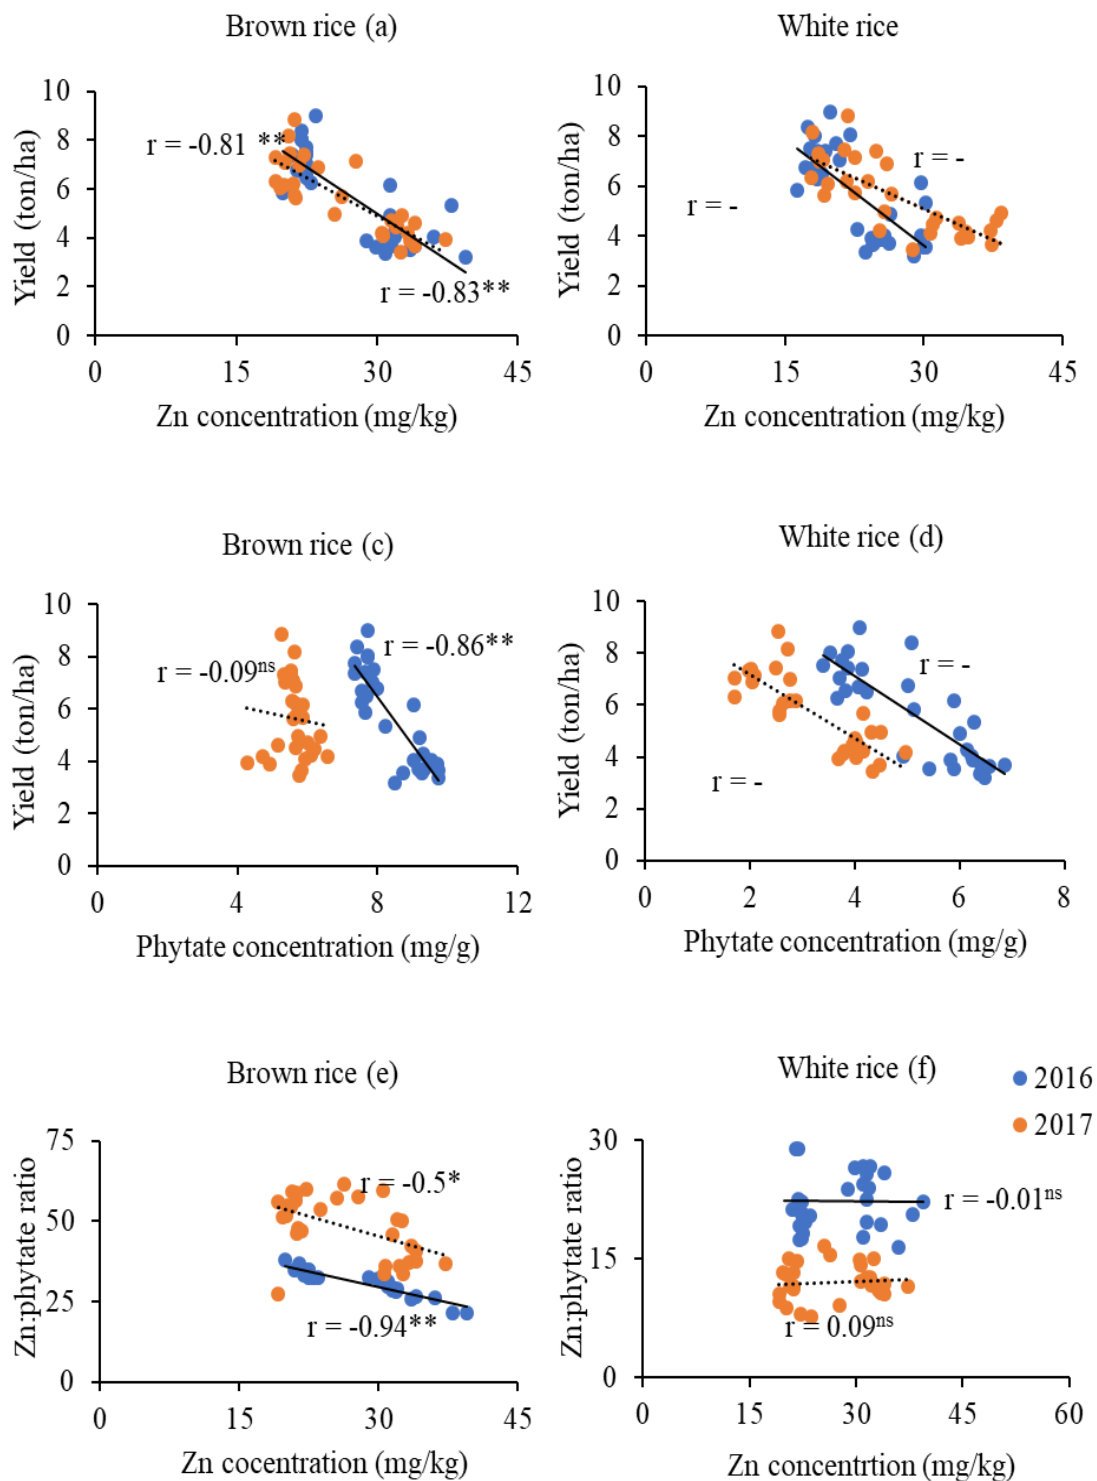 Brown rice (a)
White rice
10
8
6
4
2
0
Yield (ton/ha)
r = -0.81 **
r = -0.83**
0 15 30 45
Zn concentration (mg/kg)
10
8
6
4
2
0
Yield (ton/ha)
r = -
r = -
0 15 30 45
Zn concentration (mg/kg)
Brown rice (c)
White rice (d)
10
8
6
4
2
0
Yield (ton/ha)
r = -0.09ns
r = -0.86**
0 4 8 12
Phytate concentration (mg/g)
10
8
6
4
2
0
Yield (ton/ha)
r = -
r = -
0 2 4 6 8
Phytate concentration (mg/g)
Brown rice (e)
White rice (f)
2016
2017
75
50
25
0
Zn:phytate ratio
r = -0.5*
r = -0.94**
0 15 30 45
Zn cocentration (mg/kg)
30
15
0
Zn:phytate ratio
r = -0.01ns
r = 0.09ns
0 15 30 45 60
Zn concentrtion (mg/kg)